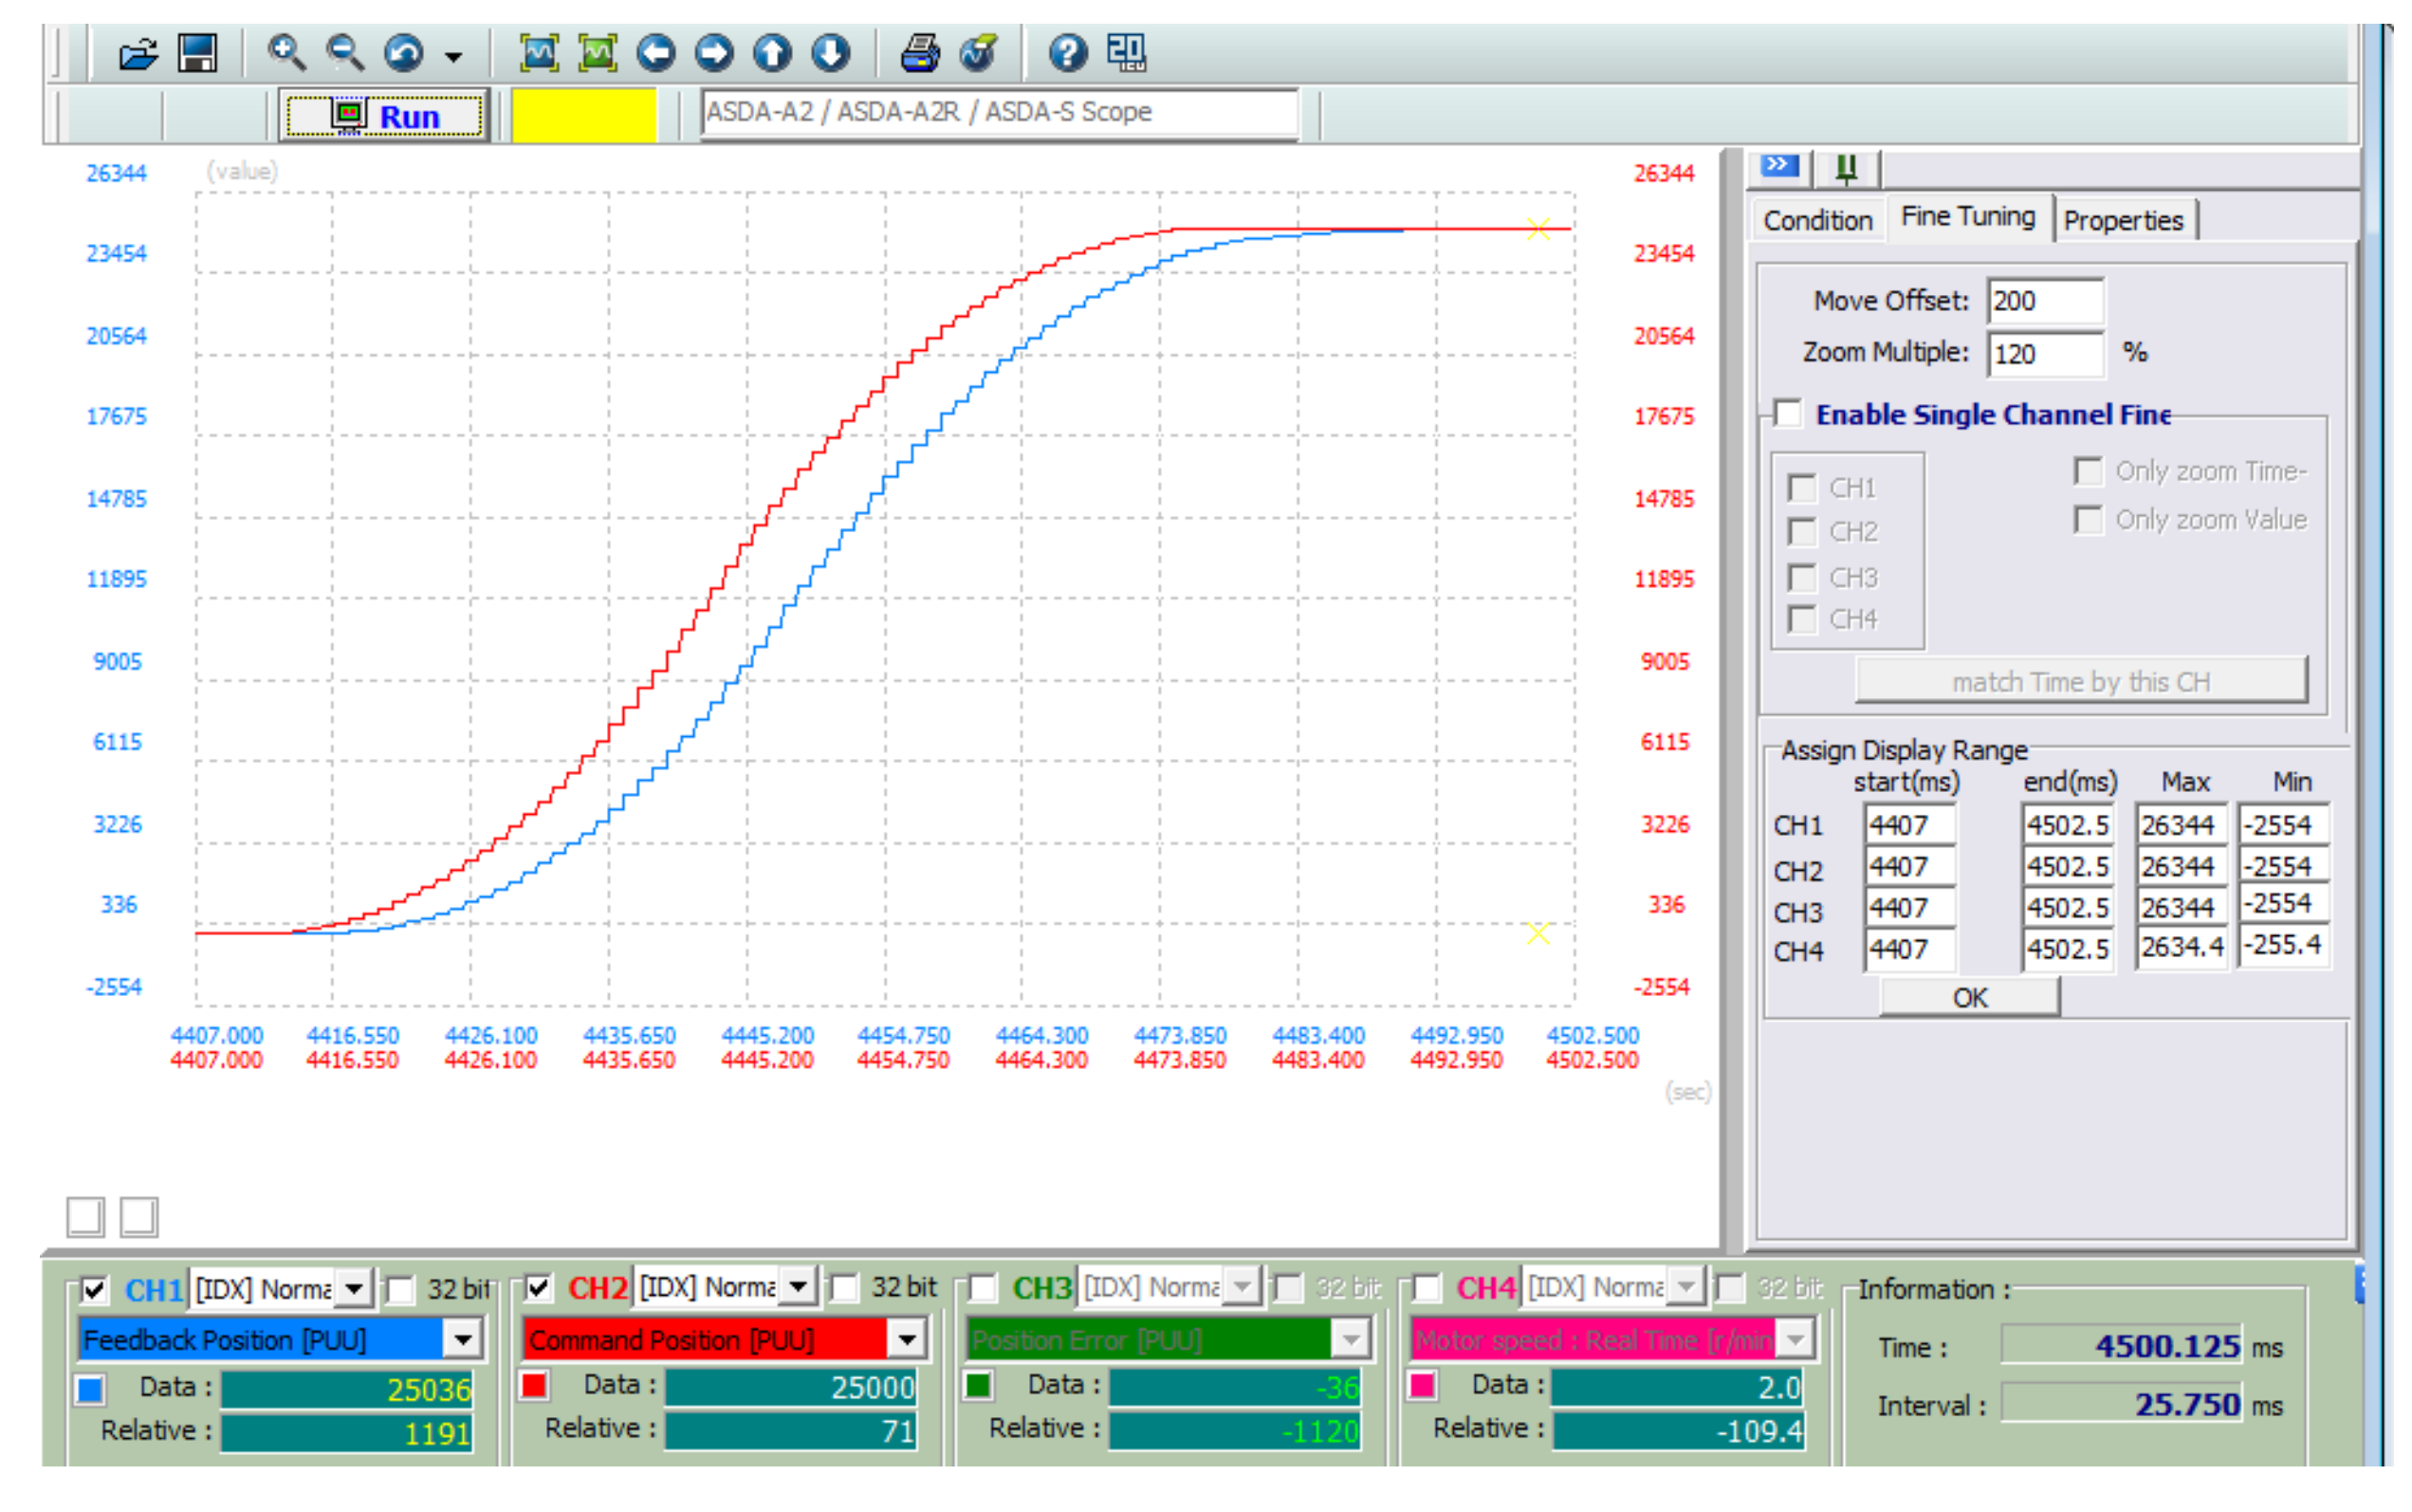 Run ASDA-A2 / ASDA-A2R / ASDA-S Scope
26344 (value) 26344
23454 23454
20564 20564
17675 17675
14785 14785
11895 11895
9005 9005
6115 6115
3226 3226
336 336
-2554 -2554
4407.000 4416.550 4426.100 4435.650 4445.200 4454.750 4464.300 4473.850 4483.400 4492.950 4502.500
4407.000 4416.550 4426.100 4435.650 4445.200 4454.750 4464.300 4473.850 4483.400 4492.950 4502.500
(sec)
Condition Fine Tuning Properties
Move Offset: 200
Zoom Multiple: 120 %
Enable Single Channel Fine
CH1 Only zoom Time-
CH2 Only zoom Value
CH3
CH4
match Time by this CH
Assign Display Range
start(ms) end(ms) Max Min
CH1 4407 4502.5 26344 -2554
CH2 4407 4502.5 26344 -2554
CH3 4407 4502.5 26344 -2554
CH4 4407 4502.5 2634.4 -255.4
OK
CH1 [IDX] Norma 32 bit CH2 [IDX] Norma 32 bit CH3 [IDX] Norma 32 bit CH4 [IDX] Norma 32 bit Information :
Feedback Position [PUU] Command Position [PUU] Position Error [PUU] Motor speed : Real Time [r/min Time : 4500.125 ms
Data : 25036 Data : 25000 Data : -36 Data : 2.0
Relative : 1191 Relative : 71 Relative : -1120 Relative : -109.4 Interval : 25.750 ms